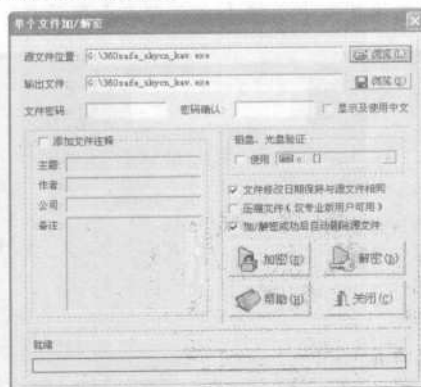 单个文件加/解密
源文件位置: G:\360safe_skycn_kav.exe 浏览(L)
输出文件: G:\360safe_skycn_kav.exe 浏览
文件密码: 密码确认: 显示及使用中文
添加文件注释
主题:
作者:
公司:
备注:
磁盘、光盘验证
使用
文件修改日期保持与源文件相同
压缩文件(仅专业版用户可用)
加/解密成功后自动删除源文件
加密(E) 解密(D)
帮助(H) 关闭(C)
就绪